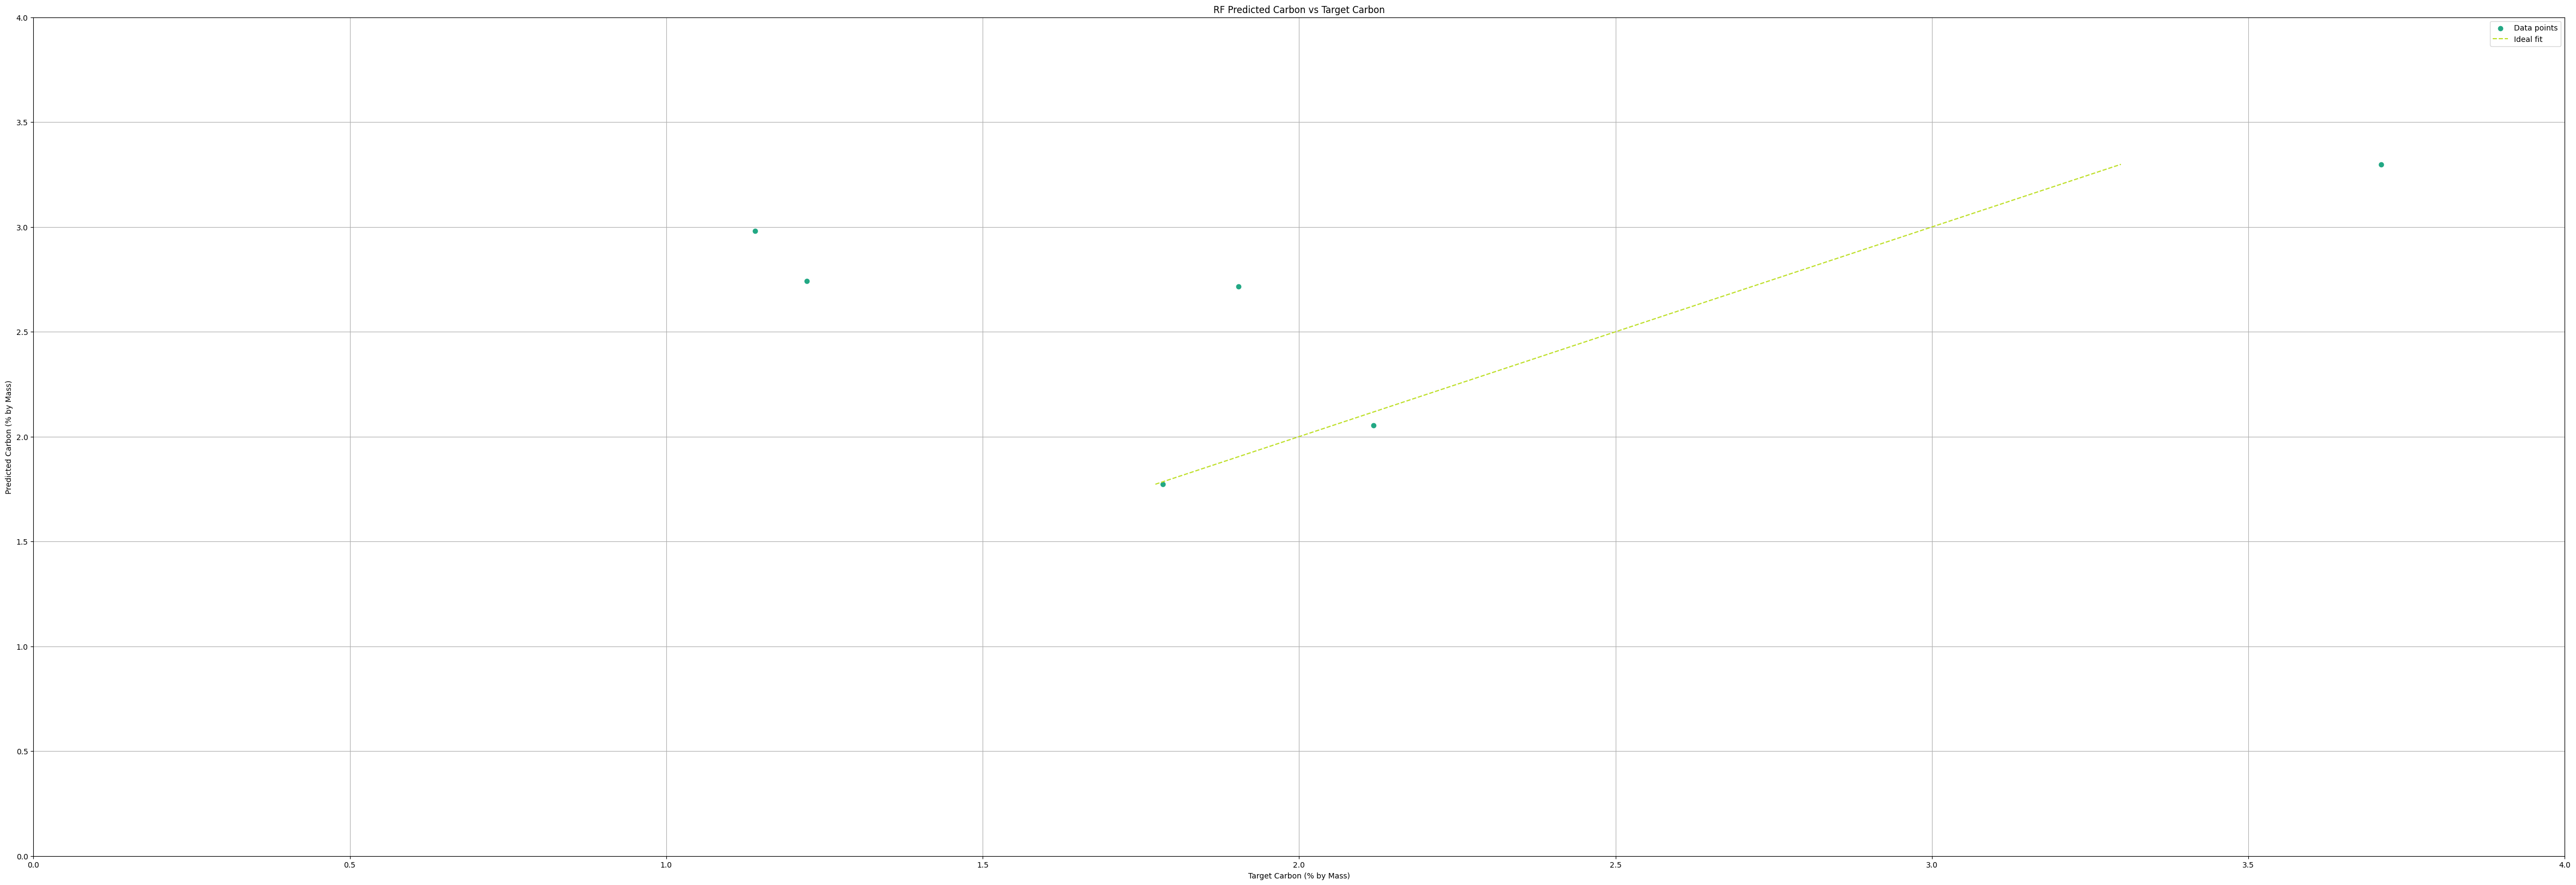 RF Predicted Carbon vs Target Carbon
Data points
Ideal fit
Predicted Carbon (% by Mass)
4.0
3.5
3.0
2.5
2.0
1.5
1.0
0.5
0.0
0.0 0.5 1.0 1.5 2.0 2.5 3.0 3.5 4.0
Target Carbon (% by Mass)